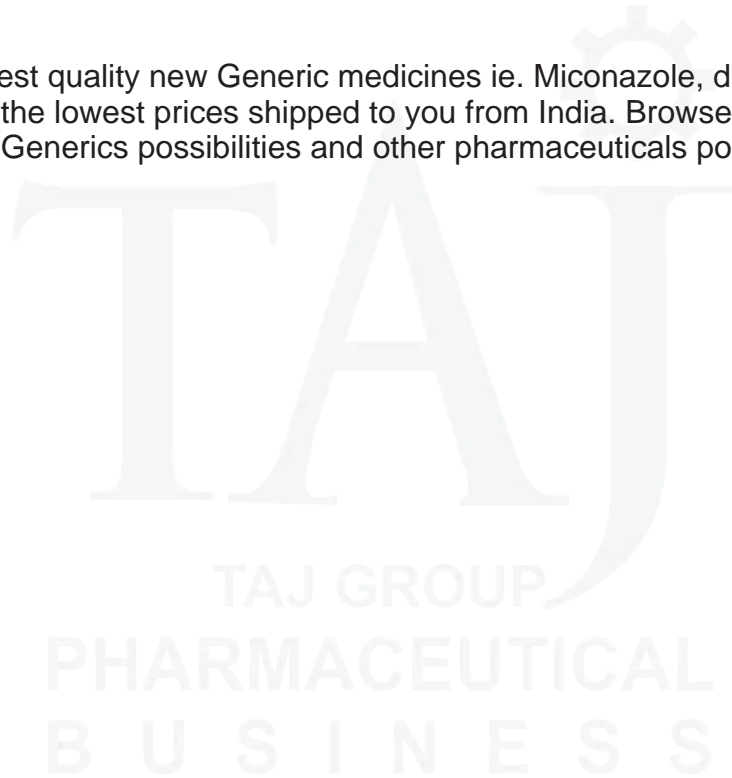 est quality new Generic medicines ie. Miconazole, d
the lowest prices shipped to you from India. Browse
Generics possibilities and other pharmaceuticals po
TAJ
TAJ GROUP
PHARMACEUTICAL
BUSINESS